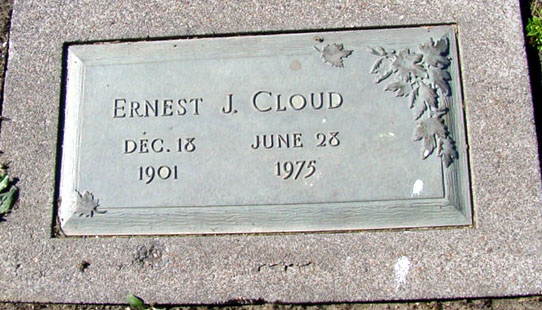 ERNEST J. CLOUD
DEC. 18 JUNE 28
1901 1975